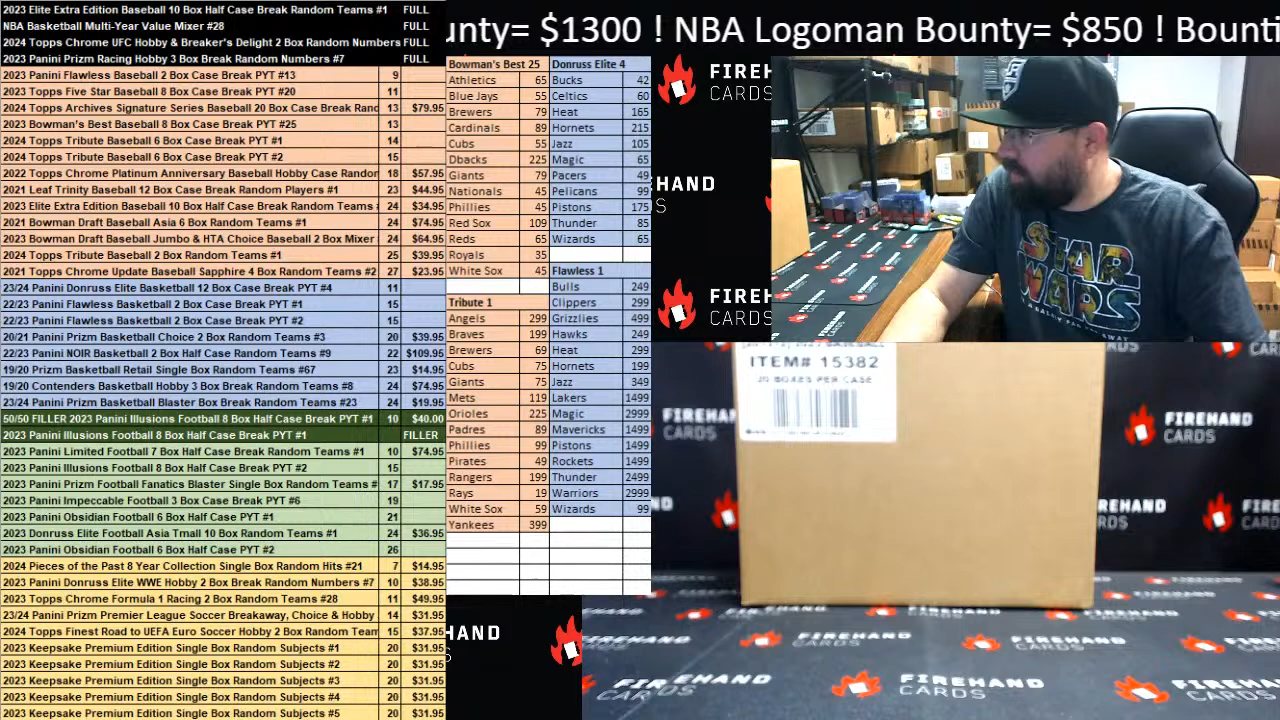 unty= $1300 ! NBA Logoman Bounty= $850 ! Bounti
2023 Elite Extra Edition Baseball 10 Box Half Case Break Random Teams #1 FULL
NBA Basketball Multi-Year Value Mixer #28 FULL
2024 Topps Chrome UFC Hobby & Breaker's Delight 2 Box Random Numbers FULL
2023 Panini Prizm Racing Hobby 3 Box Break Random Numbers #7 FULL
2023 Panini Flawless Baseball 2 Box Case Break PYT #13 9
2023 Topps Five Star Baseball 8 Box Case Break PYT #20 11
2024 Topps Archives Signature Series Baseball 20 Box Case Break Ranc 13 $79.95
2023 Bowman's Best Baseball 8 Box Case Break PYT #25 13
2024 Topps Tribute Baseball 6 Box Case Break PYT #1 14
2024 Topps Tribute Baseball 6 Box Case Break PYT #2 15
2022 Topps Chrome Platinum Anniversary Baseball Hobby Case Randor 18 $57.95
2021 Leaf Trinity Baseball 12 Box Case Break Random Players #1 23 $44.95
2023 Elite Extra Edition Baseball 10 Box Half Case Break Random Teams 24 $34.95
2021 Bowman Draft Baseball Asia 6 Box Random Teams #1 24 $74.95
2023 Bowman Draft Baseball Jumbo & HTA Choice Baseball 2 Box Mixer 24 $64.95
2024 Topps Tribute Baseball 2 Box Random Teams #1 25 $39.95
2021 Topps Chrome Update Baseball Sapphire 4 Box Random Teams #2 27 $23.95
23/24 Panini Donruss Elite Basketball 12 Box Case Break PYT #4 11
22/23 Panini Flawless Basketball 2 Box Case Break PYT #1 15
22/23 Panini Flawless Basketball 2 Box Case Break PYT #2 15
20/21 Panini Prizm Basketball Choice 2 Box Random Teams #3 20 $39.95
22/23 Panini NOIR Basketball 2 Box Half Case Random Teams #9 22 $109.95
19/20 Prizm Basketball Retail Single Box Random Teams #67 23 $14.95
19/20 Contenders Basketball Hobby 3 Box Break Random Teams #8 24 $74.95
23/24 Panini Prizm Basketball Blaster Box Break Random Teams #23 24 $19.95
50/50 FILLER 2023 Panini Illusions Football 8 Box Half Case Break PYT #1 10 $40.00
2023 Panini Illusions Football 8 Box Half Case Break PYT #1 FILLER
2023 Panini Limited Football 7 Box Half Case Break Random Teams #1 10 $74.95
2023 Panini Illusions Football 8 Box Half Case Break PYT #2 15
2023 Panini Prizm Football Fanatics Blaster Single Box Random Teams # 17 $17.95
2023 Panini Impeccable Football 3 Box Case Break PYT #6 19
2023 Panini Obsidian Football 6 Box Half Case PYT #1 21
2023 Donruss Elite Football Asia Tmall 10 Box Random Teams #1 24 $36.95
2023 Panini Obsidian Football 6 Box Half Case PYT #2 26
2024 Pieces of the Past 8 Year Collection Single Box Random Hits #21 7 $14.95
2023 Panini Donruss Elite WWE Hobby 2 Box Break Random Numbers #7 10 $38.95
2023 Topps Chrome Formula 1 Racing 2 Box Random Teams #28 11 $49.95
23/24 Panini Prizm Premier League Soccer Breakaway, Choice & Hobby 14 $31.95
2024 Topps Finest Road to UEFA Euro Soccer Hobby 2 Box Random Team 15 $37.95
2023 Keepsake Premium Edition Single Box Random Subjects #1 20 $31.95
2023 Keepsake Premium Edition Single Box Random Subjects #2 20 $31.95
2023 Keepsake Premium Edition Single Box Random Subjects #3 20 $31.95
2023 Keepsake Premium Edition Single Box Random Subjects #4 20 $31.95
2023 Keepsake Premium Edition Single Box Random Subjects #5 20 $31.95
Bowman's Best 25
Athletics 65
Blue Jays 55
Brewers 79
Cardinals 89
Cubs 55
Dbacks 225
Giants 79
Nationals 45
Phillies 45
Red Sox 109
Reds 65
Royals 35
White Sox 45
Tribute 1
Angels 299
Braves 199
Brewers 69
Cubs 75
Giants 75
Mets 119
Orioles 225
Padres 89
Phillies 99
Pirates 49
Rangers 199
Rays 19
White Sox 59
Yankees 399
Donruss Elite 4
Bucks 42
Celtics 60
Heat 165
Hornets 215
Jazz 105
Magic 65
Pacers 49
Pelicans 99
Pistons 175
Thunder 85
Wizards 65
Flawless 1
Bulls 249
Clippers 299
Grizzlies 499
Hawks 249
Heat 299
Hornets 199
Jazz 349
Lakers 1499
Magic 2999
Mavericks 1499
Pistons 1499
Rockets 1499
Thunder 2499
Warriors 2999
Wizards 99
FIREH
CARDS
HAND
FIREH
CARDS
HAND
STAR
WARS
ITEM# 15382
20 BOXES PER CASE
FIREHAND
CARDS
FIREHAND
CARDS
FIREHAND
CARDS
FIREHAND
CARDS
FIREHAND
CARDS